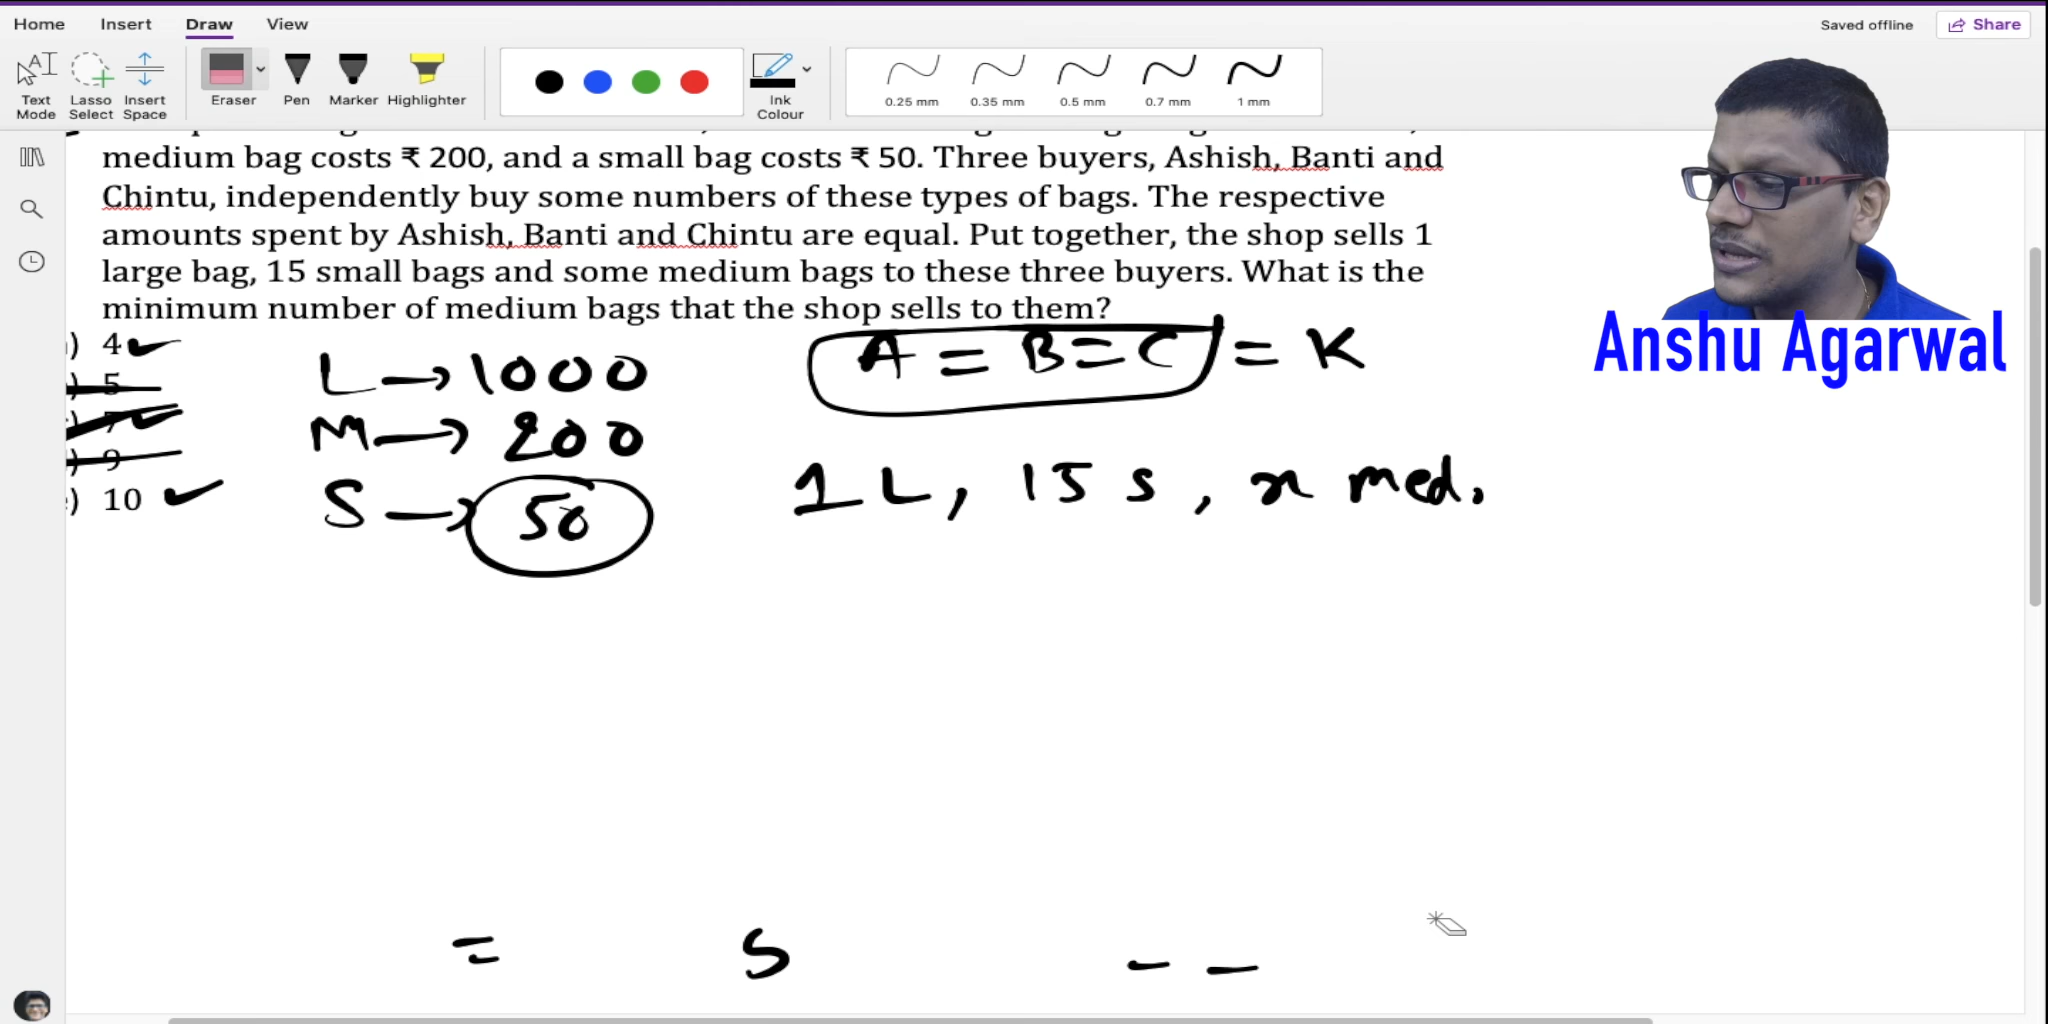 Home Insert Draw View Saved offline Share
Text Mode Lasso Select Insert Space Eraser Pen Marker Highlighter Ink Colour 0.25 mm 0.35 mm 0.5 mm 0.7 mm 1 mm
medium bag costs ₹ 200, and a small bag costs ₹ 50. Three buyers, Ashish, Banti and
Chintu, independently buy some numbers of these types of bags. The respective
amounts spent by Ashish, Banti and Chintu are equal. Put together, the shop sells 1
large bag, 15 small bags and some medium bags to these three buyers. What is the
minimum number of medium bags that the shop sells to them?
) 4
) 5
) 7
) 9
) 10
L → 1000
M → 200
S → 50
A = B = C = K
1 L, 15 s, x med.
= S - -
Anshu Agarwal